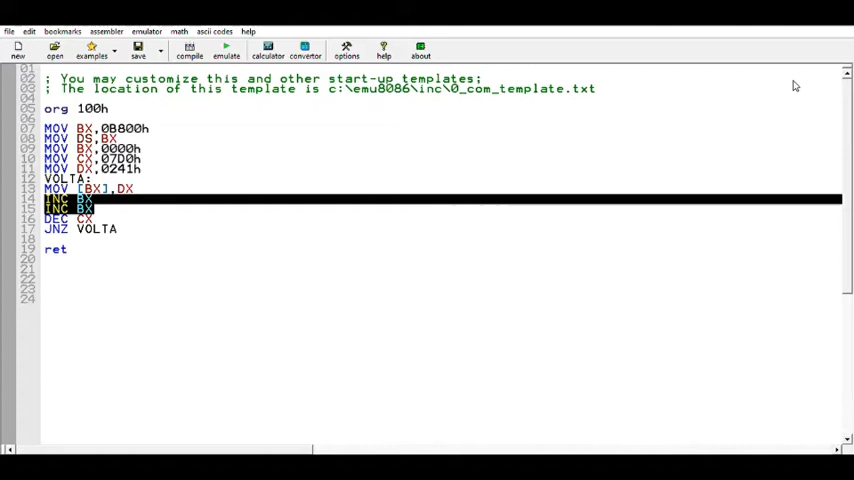 file edit bookmarks assembler emulator math ascii codes help
new open examples save compile emulate calculator convertor options help about
01
02 ; You may customize this and other start-up templates;
03 ; The location of this template is c:\emu8086\inc\0_com_template.txt
04
05 org 100h
06
07 MOV BX,0B800h
08 MOV DS,BX
09 MOV BX,0000h
10 MOV CX,07D0h
11 MOV DX,0241h
12 VOLTA:
13 MOV [BX],DX
14 INC BX
15 INC BX
16 DEC CX
17 JNZ VOLTA
18
19 ret
20
21
22
23
24